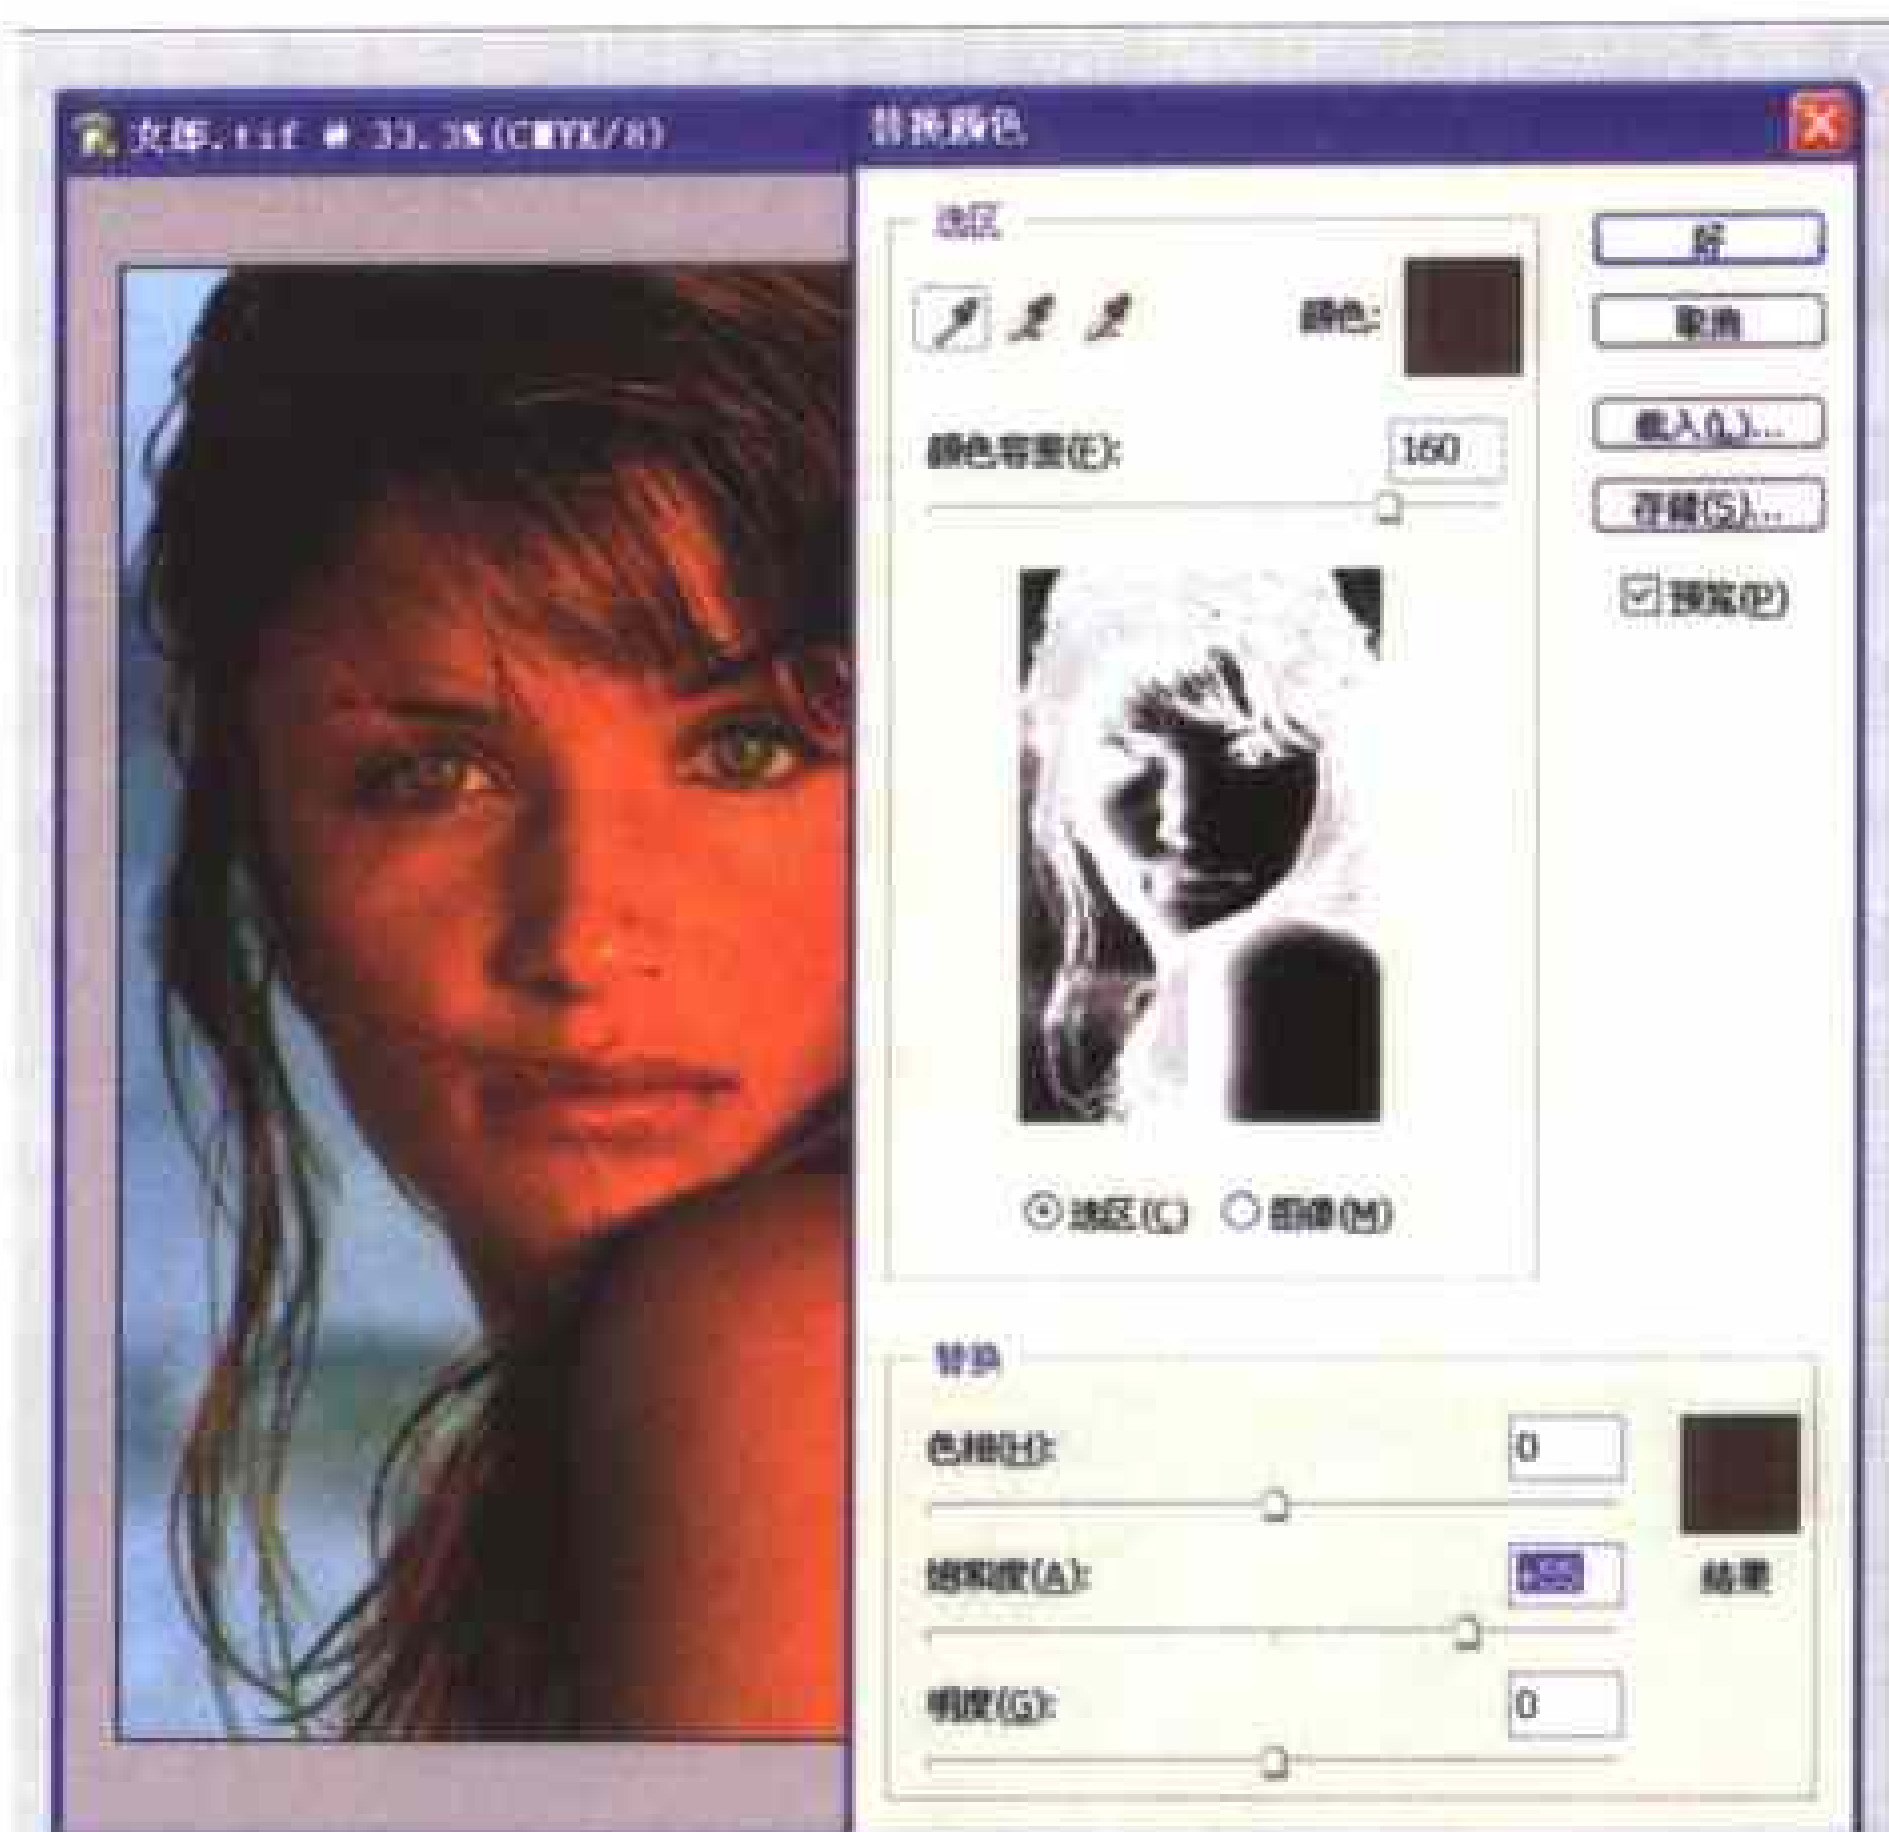 女郎.tif @ 33.3%(CMYK/8)
替换颜色
选区
好
颜色:
取消
颜色容差(F):
160
载入(L)...
存储(S)...
预览(P)
选区(C)
图像(M)
替换
色相(H):
0
饱和度(A):
结果
明度(G):
0